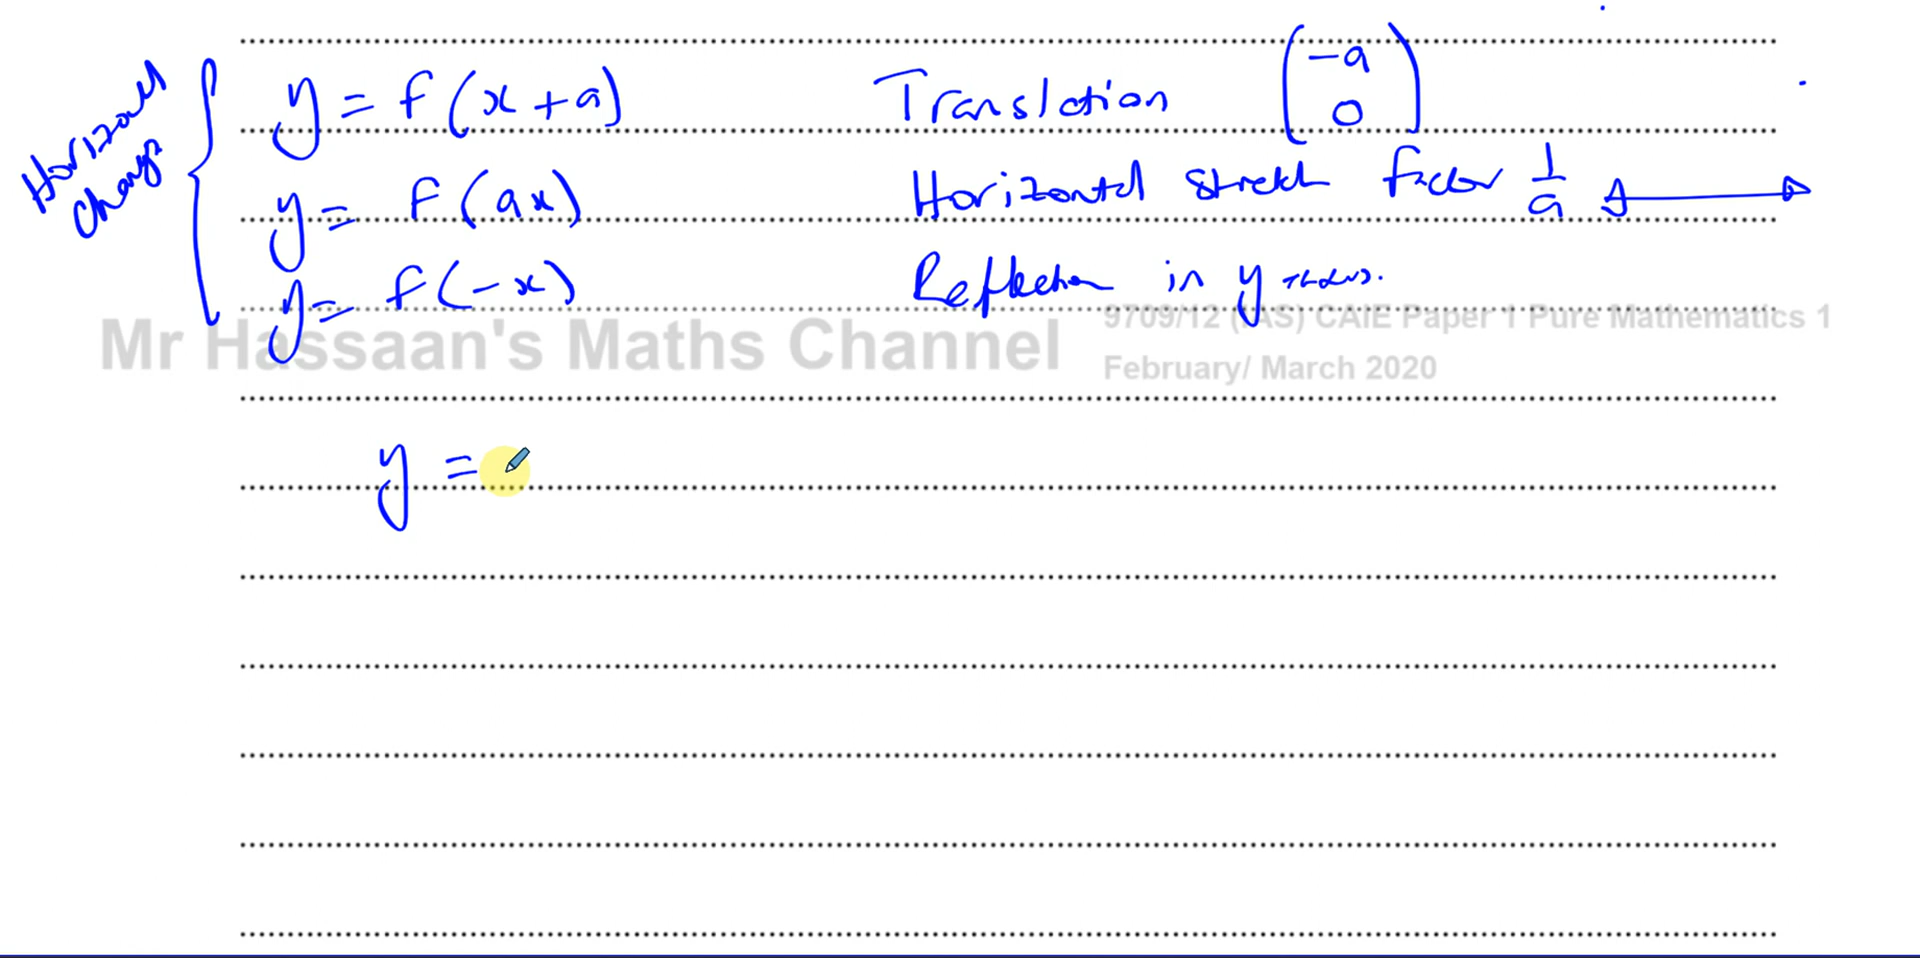 Horizontal Change
y = f(x+a) Translation (-a 0)
y = f(ax) Horizontal stretch factor 1/a
y = f(-x) Reflection in y
9709/12 (AS) CAIE Paper 1 Pure Mathematics 1
Mr Hassaan's Maths Channel
February/ March 2020
y =